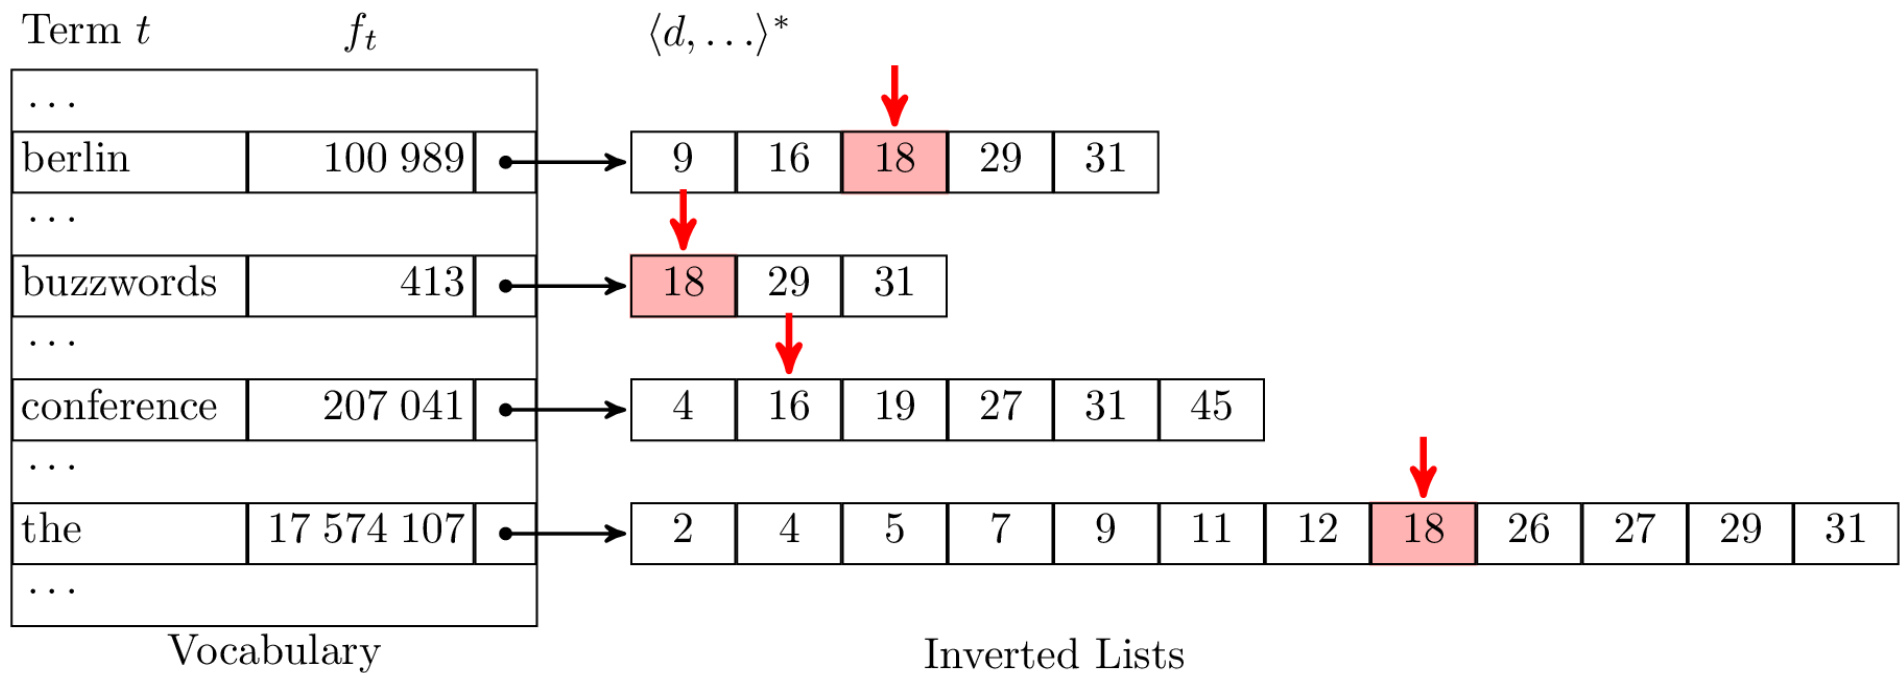 Term t f_t ⟨d, ...⟩*
...
berlin 100 989 9 16 18 29 31
...
buzzwords 413 18 29 31
...
conference 207 041 4 16 19 27 31 45
...
the 17 574 107 2 4 5 7 9 11 12 18 26 27 29 31
...
Vocabulary Inverted Lists